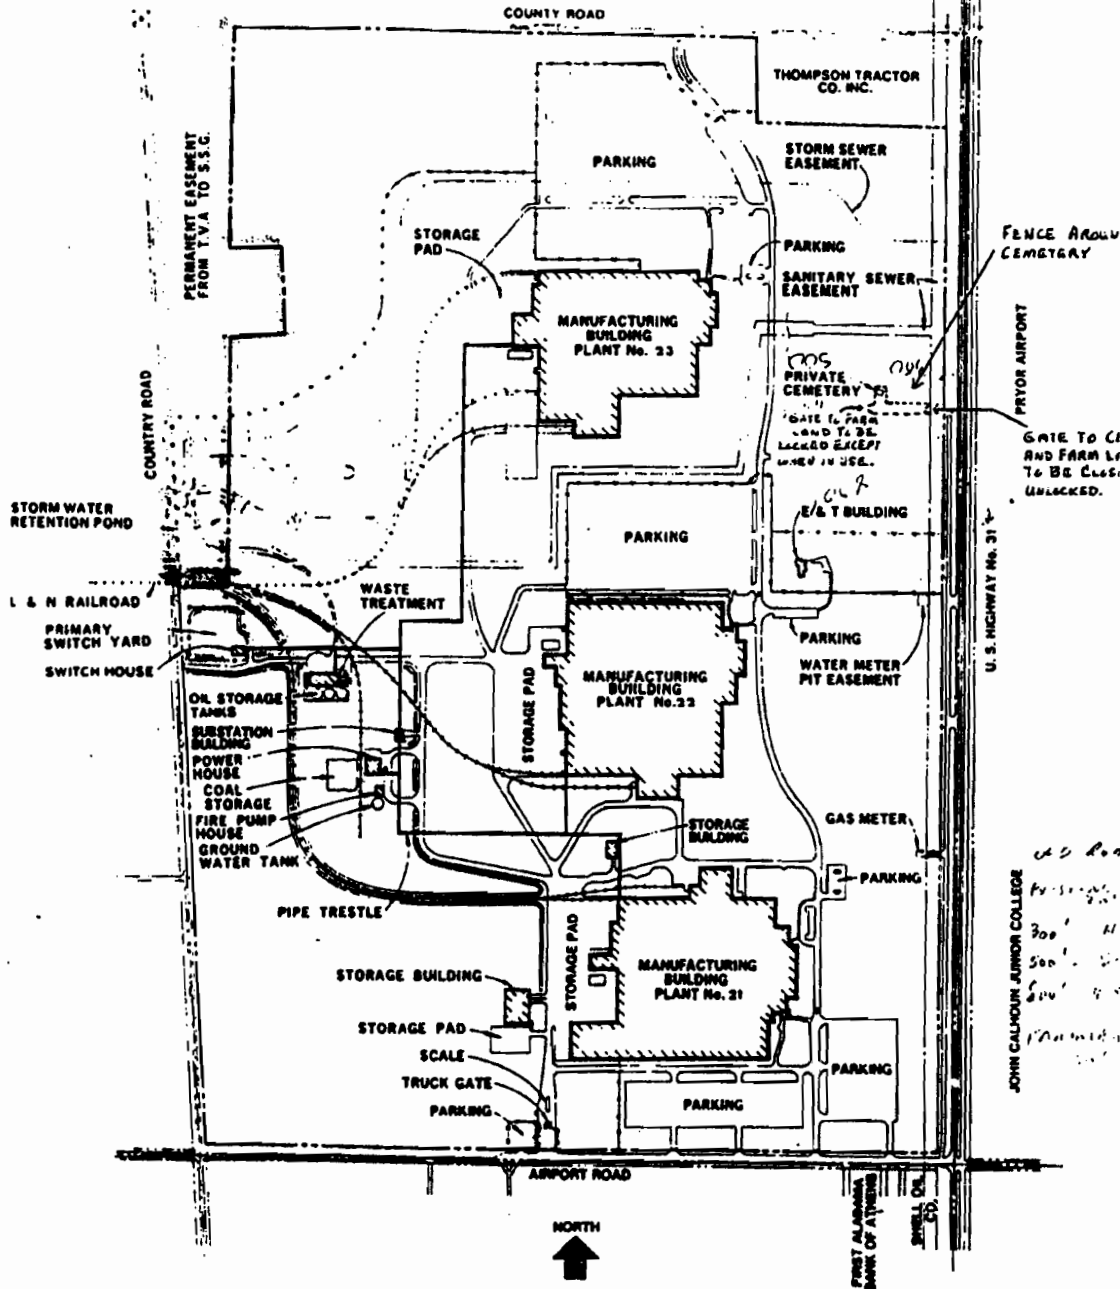 COUNTY ROAD
THOMPSON TRACTOR
CO. INC.
PERMANENT EASEMENT
FROM T.V.A TO S.S.G.
PARKING
STORM SEWER
EASEMENT
STORAGE
PAD
PARKING
FENCE AROUN
CEMETERY
SANITARY SEWER
EASEMENT
MANUFACTURING
BUILDING
PLANT No. 23
PRYOR AIRPORT
PRIVATE
CEMETERY
GATE TO FARM
LAND TO BE
LOCKED EXCEPT
WHEN IN USE.
GATE TO CE
AND FARM LA
TO BE CLOSE
UNLOCKED.
COUNTRY ROAD
STORM WATER
RETENTION POND
E & T BUILDING
PARKING
U.S. HIGHWAY No. 31
L & N RAILROAD
WASTE
TREATMENT
PRIMARY
SWITCH YARD
SWITCH HOUSE
PARKING
WATER METER
PIT EASEMENT
MANUFACTURING
BUILDING
PLANT No.22
STORAGE PAD
OIL STORAGE
TANKS
SUBSTATION
BUILDING
POWER
HOUSE
COAL
STORAGE
FIRE PUMP
HOUSE
GROUND
WATER TANK
STORAGE
BUILDING
GAS METER
PARKING
PIPE TRESTLE
JOHN CALHOUN JUNIOR COLLEGE
300'
500'
STORAGE PAD
MANUFACTURING
BUILDING
PLANT No.21
STORAGE BUILDING
STORAGE PAD
SCALE
TRUCK GATE
PARKING
PARKING
PARKING
AIRPORT ROAD
FIRST ALABAMA
BANK OF ATHENS
SHELL OIL
CO.
NORTH